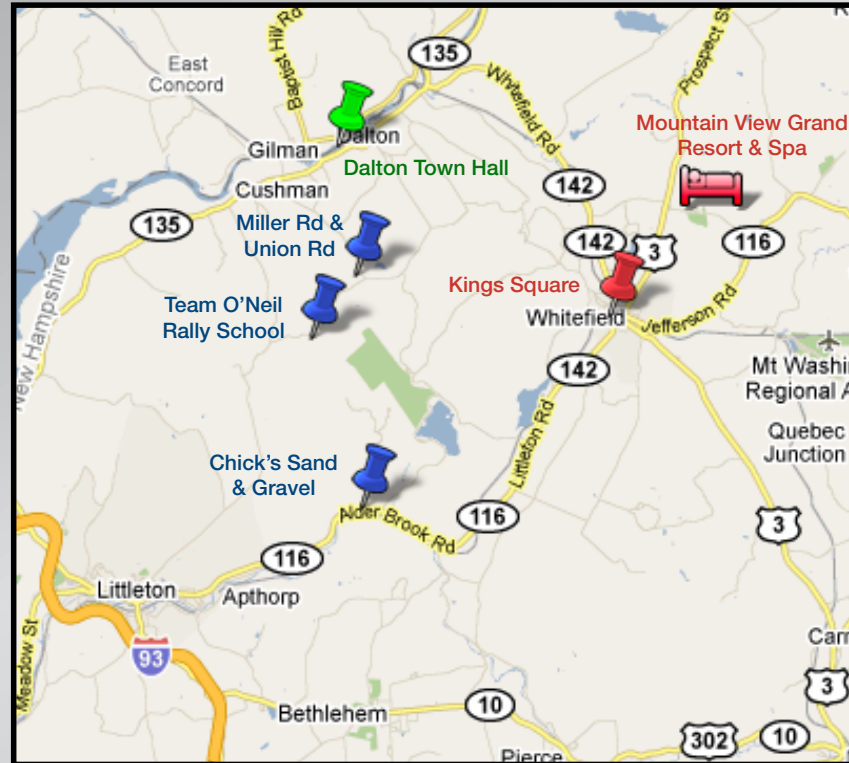 135
East
Concord
Baptist Hill Rd
Whitefield Rd
Prospect St
Dalton
Gilman
Dalton Town Hall
Mountain View Grand
Resort & Spa
Cushman
142
135
Miller Rd &
Union Rd
142
3
116
New Hampshire
Kings Square
Team O'Neil
Rally School
Whitefield
Jefferson Rd
142
Mt Washi
Regional A
Littleton Rd
Quebec
Junction
Chick's Sand
& Gravel
Alder Brook Rd
116
3
116
Littleton
Apthorp
Meadow St
93
Carr
3
Bethlehem
10
302
10
Pierce